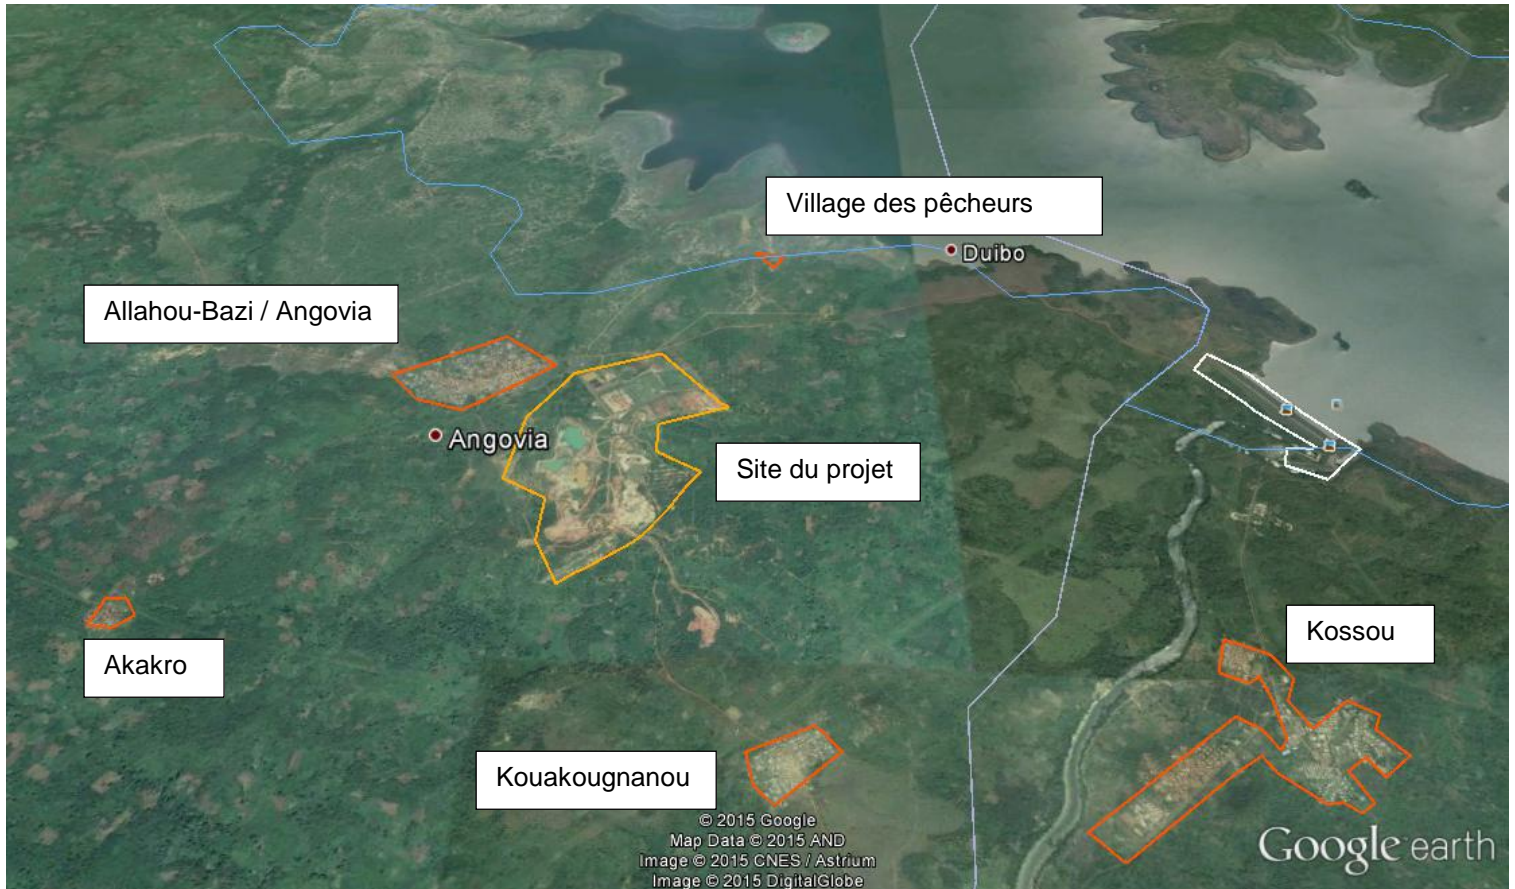 Village des pêcheurs
Duibo
Allahou-Bazi / Angovia
Angovia
Site du projet
Kossou
Akakro
Kouakougnanou
© 2015 Google
Map Data © 2015 AND
Image © 2015 CNES / Astrium
Image © 2015 DigitalGlobe
Google earth